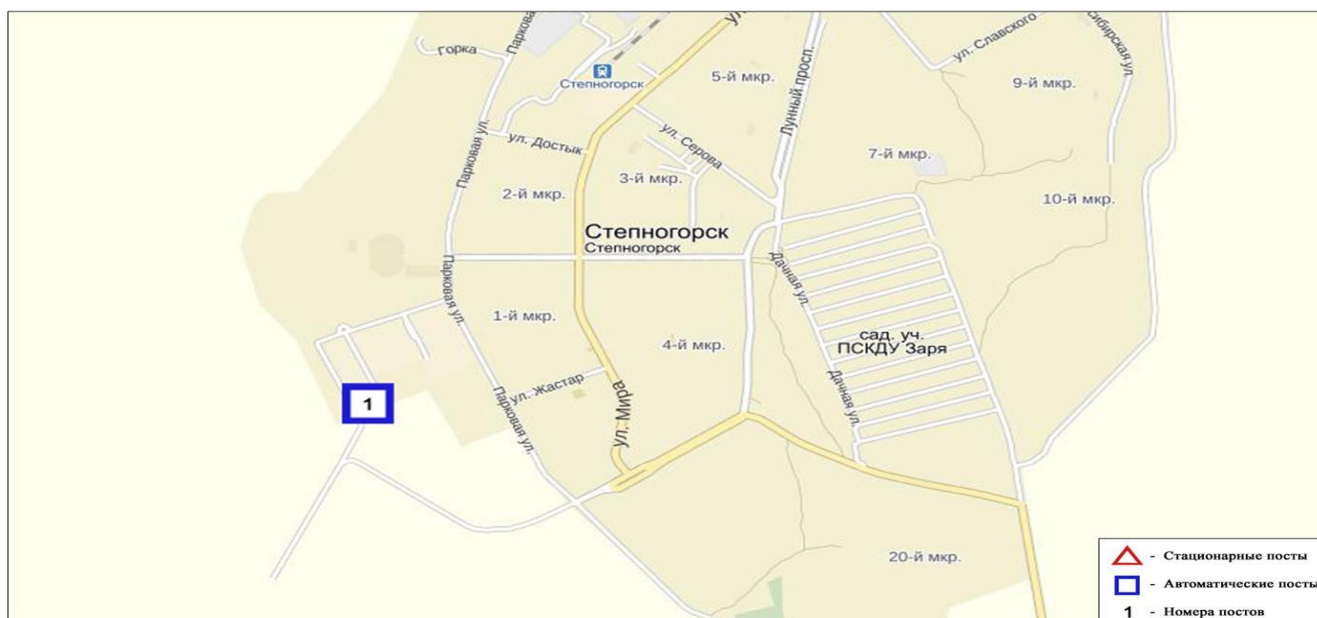 Парковая
ул.
ул. Славского
сибирская ул.
Горка
Степногорск
5-й мкр.
9-й мкр.
Лунный просп.
ул. Достык
ул. Серова
Парковая ул.
7-й мкр.
3-й мкр.
2-й мкр.
10-й мкр.
Степногорск
Степногорск
Парковая ул.
Дачная ул.
1-й мкр.
4-й мкр.
сад. уч.
ПСКДУ Заря
ул. Жастар
1
Парковая ул.
ул. Мира
Дачная ул.
20-й мкр.
- Стационарные посты
- Автоматические посты
1 - Номера постов